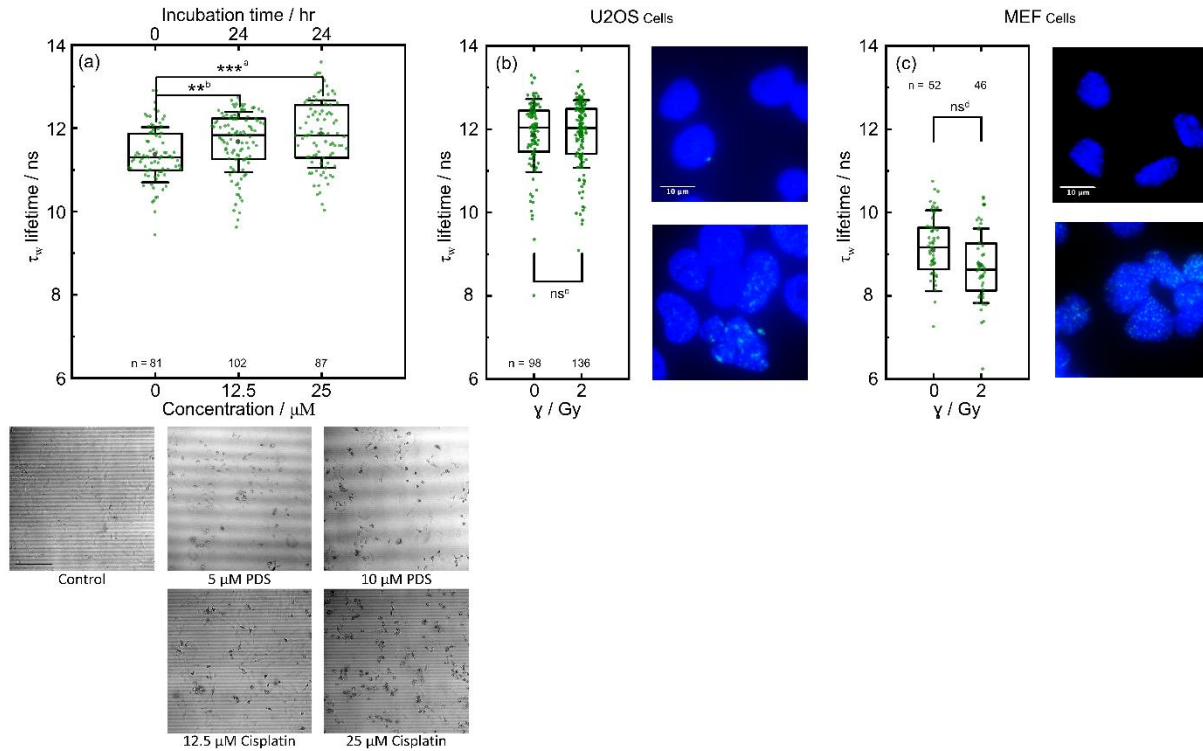 Incubation time / hr
0 24 24
14
12
10
8
6
τw lifetime / ns
(a)
***ᵃ
**ᵇ
n = 81 102 87
0 12.5 25
Concentration / μM
U2OS Cells
14
12
10
8
6
τw lifetime / ns
(b)
nsᶜ
n = 98 136
0 2
γ / Gy
10 μm
MEF Cells
14
12
10
8
6
τw lifetime / ns
(c)
n = 52 46
nsᵈ
0 2
γ / Gy
10 μm
Control
5 μM PDS
10 μM PDS
12.5 μM Cisplatin
25 μM Cisplatin